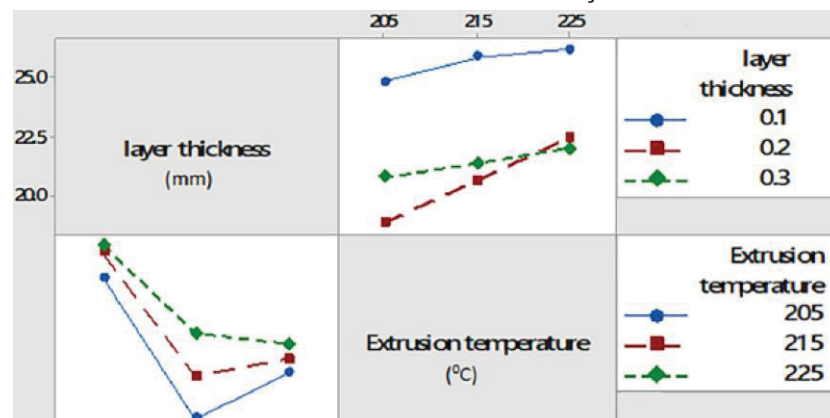 205 215 225
25.0
22.5
20.0
layer thickness
(mm)
layer
thickness
0.1
0.2
0.3
Extrusion temperature
(⁰C)
Extrusion
temperature
205
215
225